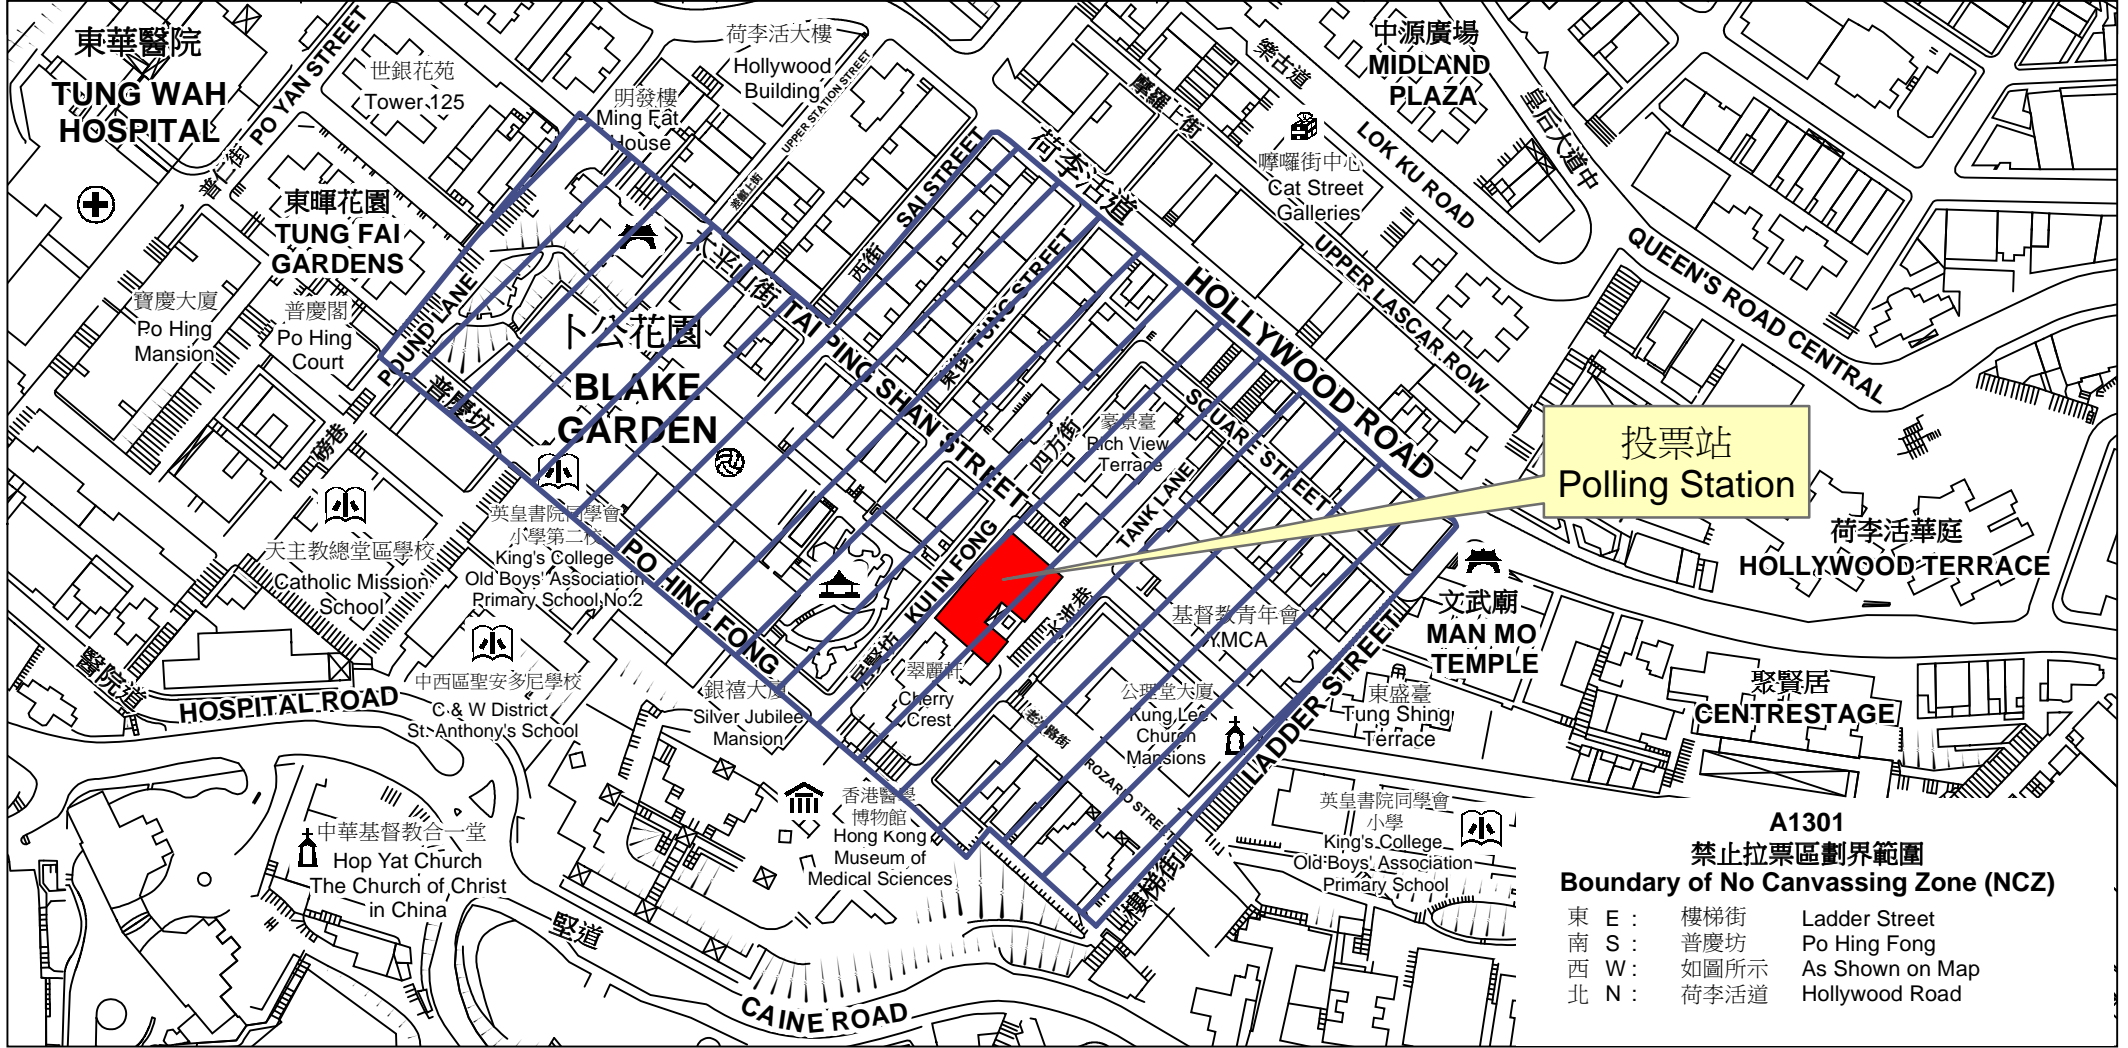 東華醫院
TUNG WAH
HOSPITAL
普仁街 PO YAN STREET
世銀花苑
Tower 125
荷李活大樓
Hollywood
Building
明發樓
Ming Fat
House
UPPER STATION STREET
差館上街
西街 SAI STREET
荷李活道
HOLLYWOOD ROAD
摩羅上街
UPPER LASCAR ROW
樂古道
LOK KU ROAD
中源廣場
MIDLAND
PLAZA
皇后大道中
QUEEN'S ROAD CENTRAL
摩囉街中心
Cat Street
Galleries
東暉花園
TUNG FAI
GARDENS
寶慶大廈
Po Hing
Mansion
普慶閣
Po Hing
Court
磅巷
POUND LANE
卜公花園
BLAKE
GARDEN
太平山街 TAI PING SHAN STREET
東街
TUNG STREET
普慶坊
PO HING FONG
四方街
SQUARE STREET
豪景臺
Rich View
Terrace
TANK LANE
水池巷
居賢坊 KUI IN FONG
投票站
Polling Station
天主教總堂區學校
Catholic Mission
School
英皇書院同學會
小學第二校
King's College
Old Boys' Association
Primary School No.2
中西區聖安多尼學校
C & W District
St. Anthony's School
醫院道
HOSPITAL ROAD
銀禧大廈
Silver Jubilee
Mansion
翠麗軒
Cherry
Crest
基督教青年會
YMCA
公理堂大廈
Kung Lee
Church
Mansions
ROZARIO STREET
LADDER STREET
樓梯街
文武廟
MAN MO
TEMPLE
荷李活華庭
HOLLYWOOD TERRACE
聚賢居
CENTRESTAGE
東盛臺
Tung Shing
Terrace
香港醫學
博物館
Hong Kong
Museum of
Medical Sciences
中華基督教合一堂
Hop Yat Church
The Church of Christ
in China
堅道
CAINE ROAD
英皇書院同學會
小學
King's College
Old Boys' Association
Primary School
A1301
禁止拉票區劃界範圍
Boundary of No Canvassing Zone (NCZ)
東 E : 樓梯街 Ladder Street
南 S : 普慶坊 Po Hing Fong
西 W : 如圖所示 As Shown on Map
北 N : 荷李活道 Hollywood Road